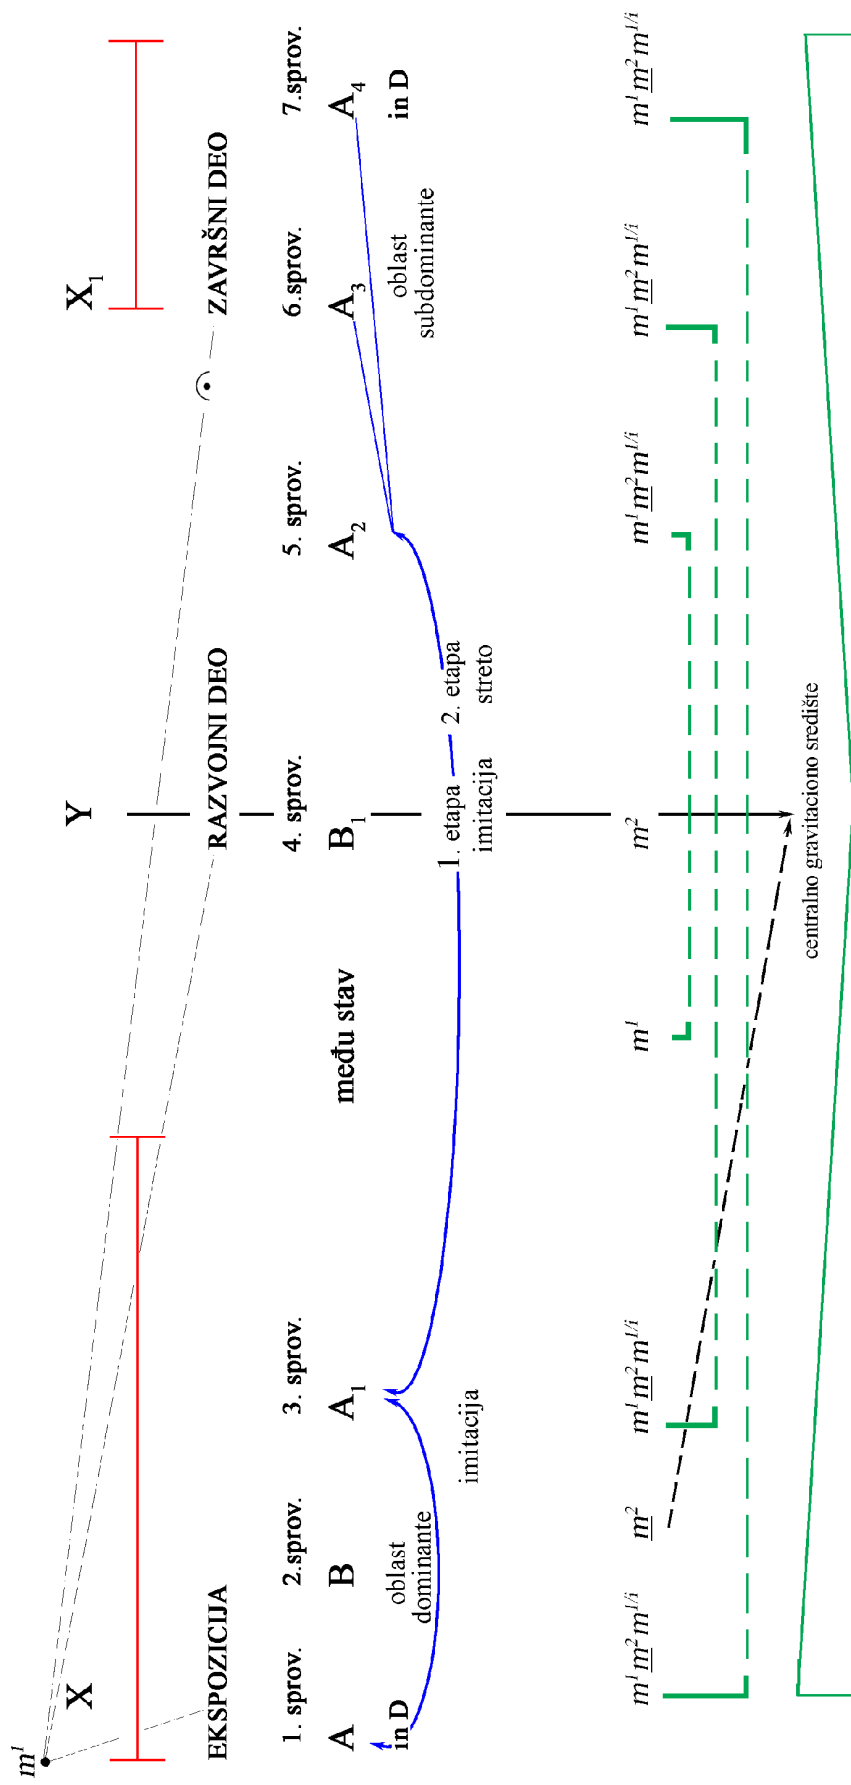 m¹
X Y X₁
EKSPOZICIJA RAZVOJNI DEO ZAVRŠNI DEO
1. sprov. 2.sprov. 3. sprov. 4. sprov. 5. sprov. 6.sprov. 7.sprov.
A B A₁ među stav B₁ A₂ A₃ A₄
in D in D
oblast
dominante
imitacija
1. etapa
imitacija
2. etapa
streto
oblast
subdominante
m¹ m² m¹/ⁱ m² m¹ m² m¹/ⁱ m¹ m² m¹ m² m¹/ⁱ m¹ m² m¹/ⁱ m¹ m² m¹/ⁱ
centralno gravitaciono središte